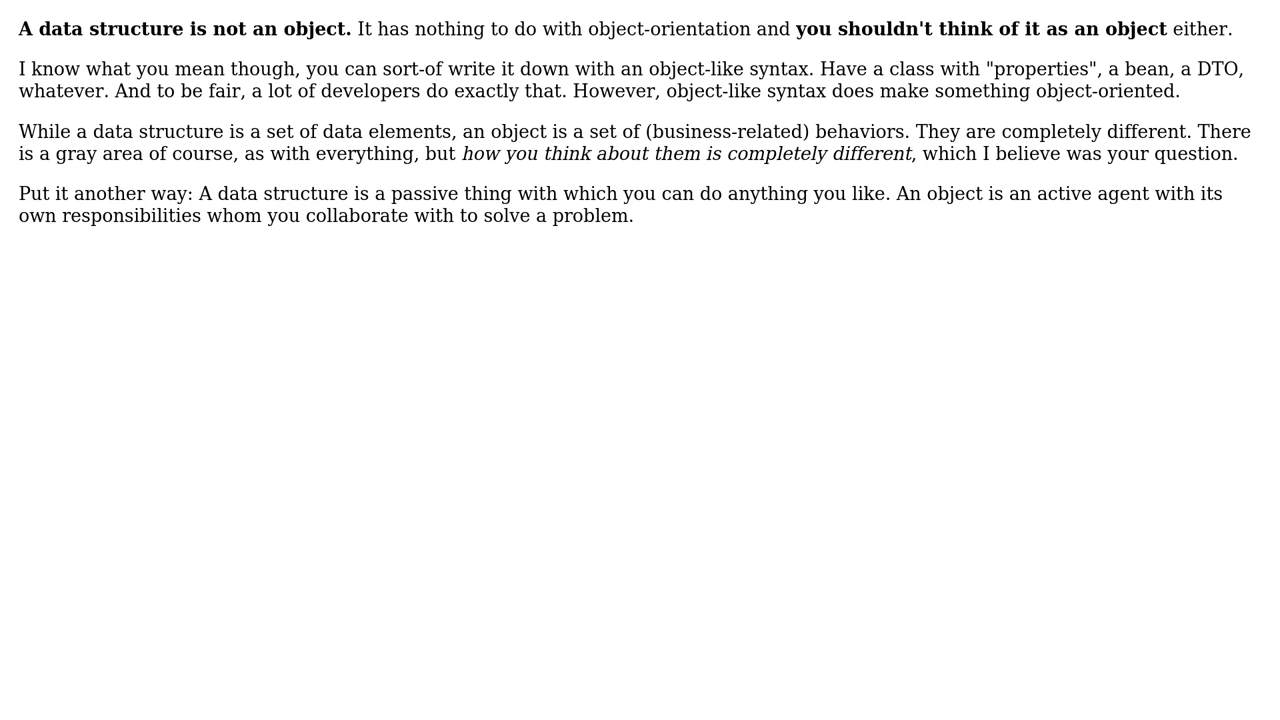 A data structure is not an object. It has nothing to do with object-orientation and you shouldn't think of it as an object either.
I know what you mean though, you can sort-of write it down with an object-like syntax. Have a class with "properties", a bean, a DTO,
whatever. And to be fair, a lot of developers do exactly that. However, object-like syntax does make something object-oriented.
While a data structure is a set of data elements, an object is a set of (business-related) behaviors. They are completely different. There
is a gray area of course, as with everything, but how you think about them is completely different, which I believe was your question.
Put it another way: A data structure is a passive thing with which you can do anything you like. An object is an active agent with its
own responsibilities whom you collaborate with to solve a problem.